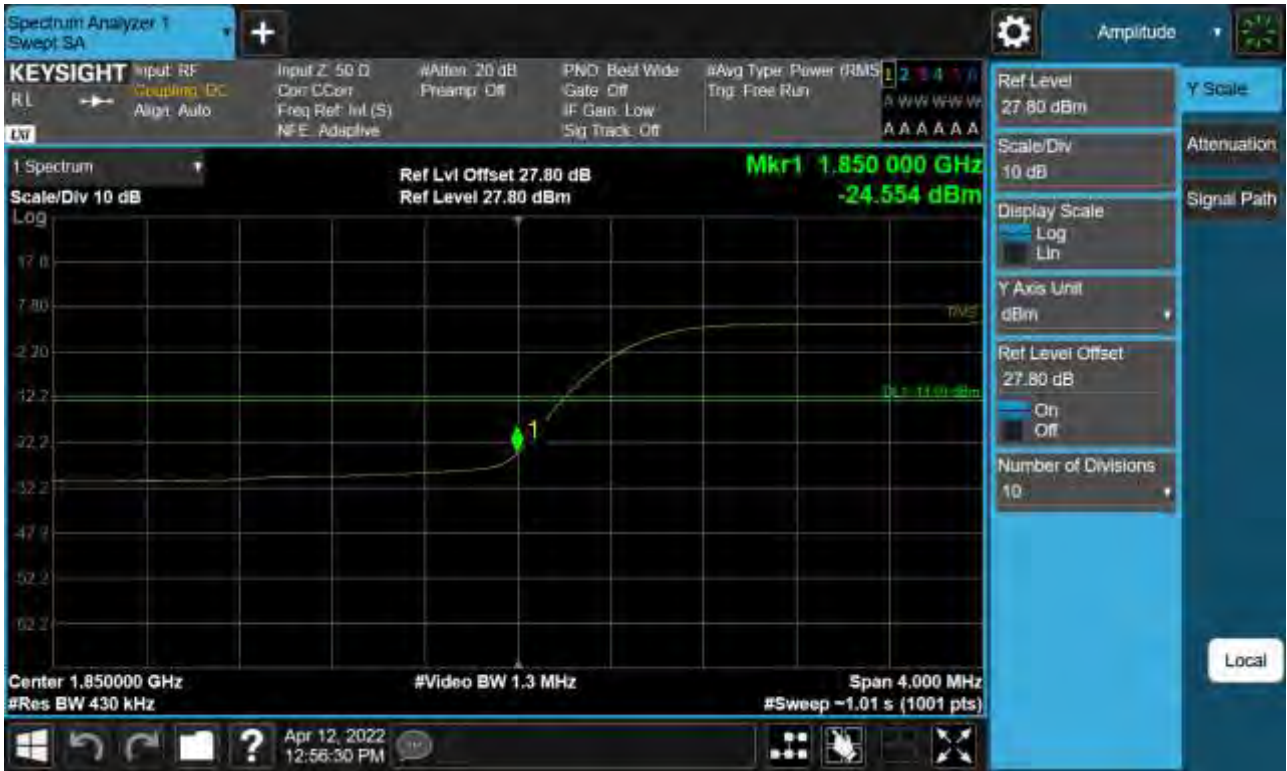 Spectrum Analyzer 1
Swept SA
+
Amplitude
KEYSIGHT
RL
LXI
Input: RF
Coupling: DC
Align: Auto
Input Z: 50 Ω
Corr CCorr
Freq Ref: Int (S)
NFE: Adaptive
#Atten: 20 dB
Preamp: Off
PNO: Best Wide
Gate: Off
IF Gain: Low
Sig Track: Off
#Avg Type: Power (RMS
Trig: Free Run
1 2 3 4 5 6
A W W W W W
A A A A A A
1 Spectrum
Scale/Div 10 dB
Log
Ref Lvl Offset 27.80 dB
Ref Level 27.80 dBm
Mkr1 1.850 000 GHz
-24.554 dBm
17.8
7.80
-2.20
-12.2
-22.2
-32.2
-42.2
-52.2
-62.2
RMS
1
Center 1.850000 GHz
#Res BW 430 kHz
#Video BW 1.3 MHz
Span 4.000 MHz
#Sweep ~1.01 s (1001 pts)
?
Apr 12, 2022
12:56:30 PM
Ref Level
27.80 dBm
Scale/Div
10 dB
Display Scale
Log
Lin
Y Axis Unit
dBm
Ref Level Offset
27.80 dB
On
Off
Number of Divisions
10
Y Scale
Attenuation
Signal Path
Local